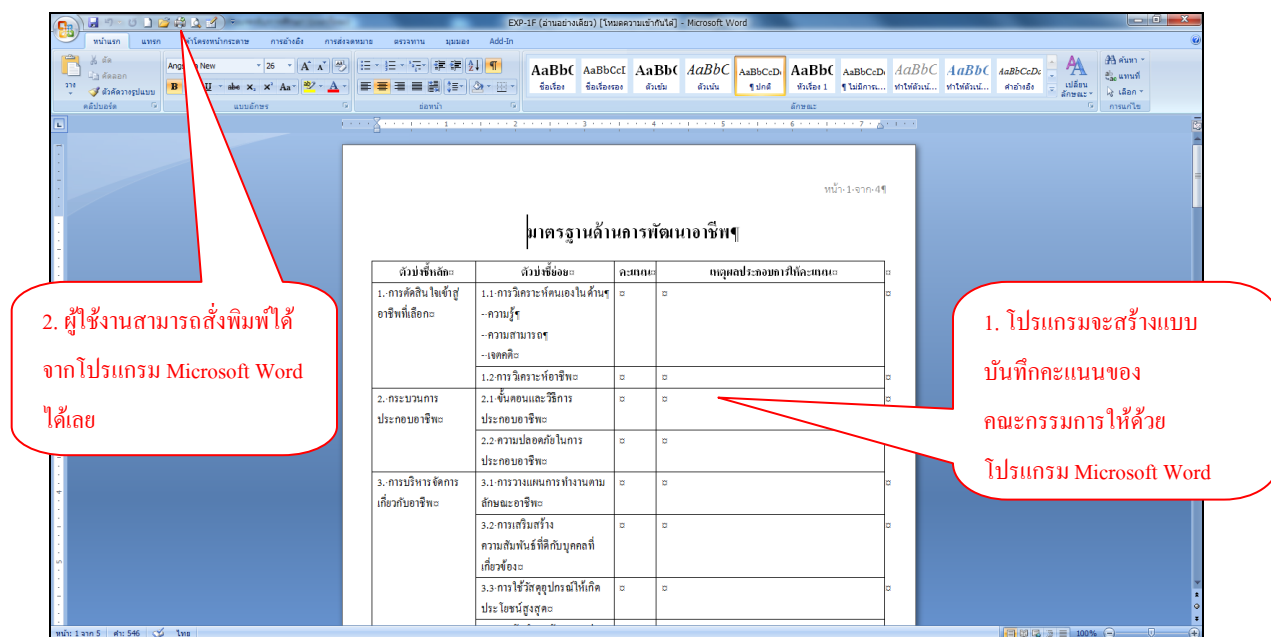 EXP-1F (อ่านอย่างเดียว) [โหมดความเข้ากันได้] - Microsoft Word
หน้าแรก แทรก เค้าโครงหน้ากระดาษ การอ้างอิง การส่งจดหมาย ตรวจทาน มุมมอง Add-In
วาง
ตัด
คัดลอก
ตัวคัดวางรูปแบบ
คลิปบอร์ด
26
แบบอักษร
ย่อหน้า
AaBbC AaBbCcI AaBbC AaBbC AaBbCcDc AaBbC AaBbCcDc AaBbC AaBbC AaBbCcDc
ชื่อเรื่อง ชื่อเรื่องรอง ตัวเข้ม ตัวเน้น ¶ ปกติ หัวเรื่อง 1 ¶ ไม่มีการ... ทำให้ตัวเน้... ทำให้ตัวเน้... คำอ้างอิง
เปลี่ยน
ลักษณะ
ลักษณะ
ค้นหา
แทนที่
เลือก
การแก้ไข
หน้า·1·จาก·4¶
มาตรฐานด้านการพัฒนาอาชีพ¶
ตัวบ่งชี้หลัก¤ ตัวบ่งชี้ย่อย¤ คะแนน¤ เหตุผลประกอบการให้คะแนน¤
1.·การตัดสินใจเข้าสู่
อาชีพที่เลือก¤
1.1·การวิเคราะห์ตนเองในด้าน¶
-·ความรู้¶
-·ความสามารถ¶
-·เจตคติ¤
1.2·การวิเคราะห์อาชีพ¤
2.·กระบวนการ
ประกอบอาชีพ¤
2.1·ขั้นตอนและวิธีการ
ประกอบอาชีพ¤
2.2·ความปลอดภัยในการ
ประกอบอาชีพ¤
3.·การบริหารจัดการ
เกี่ยวกับอาชีพ¤
3.1·การวางแผนการทำงานตาม
ลักษณะอาชีพ¤
3.2·การเสริมสร้าง
ความสัมพันธ์ที่ดีกับบุคคลที่
เกี่ยวข้อง¤
3.3·การใช้วัสดุอุปกรณ์ให้เกิด
ประโยชน์สูงสุด¤
2. ผู้ใช้งานสามารถสั่งพิมพ์ได้
จากโปรแกรม Microsoft Word
ได้เลย
1. โปรแกรมจะสร้างแบบ
บันทึกคะแนนของ
คณะกรรมการให้ด้วย
โปรแกรม Microsoft Word
หน้า: 1 จาก 5 คำ: 546 ไทย 100%